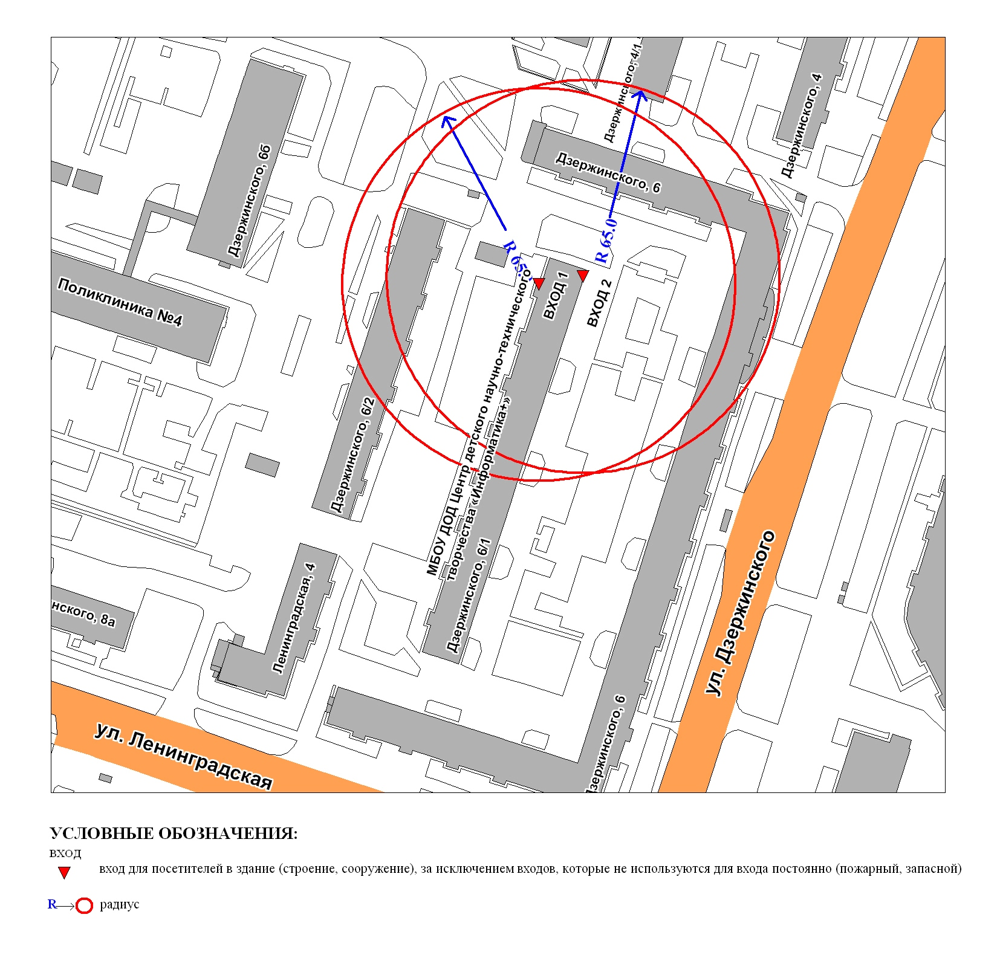 Дзержинского, 4/1
Дзержинского, 4
Дзержинского, 6б
Дзержинского, 6
R 65.0
R 65.
Поликлиника №4
ВХОД 1
ВХОД 2
МБОУ ДОД Центр детского научно-технического
творчества «Информатика+»
Дзержинского, 6/2
Дзержинского, 6/1
Ленинградская, 4
нского, 8а
ул. Дзержинского
Дзержинского, 6
ул. Ленинградская
УСЛОВНЫЕ ОБОЗНАЧЕНИЯ:
ВХОД
вход для посетителей в здание (строение, сооружение), за исключением входов, которые не используются для входа постоянно (пожарный, запасной)
R
радиус